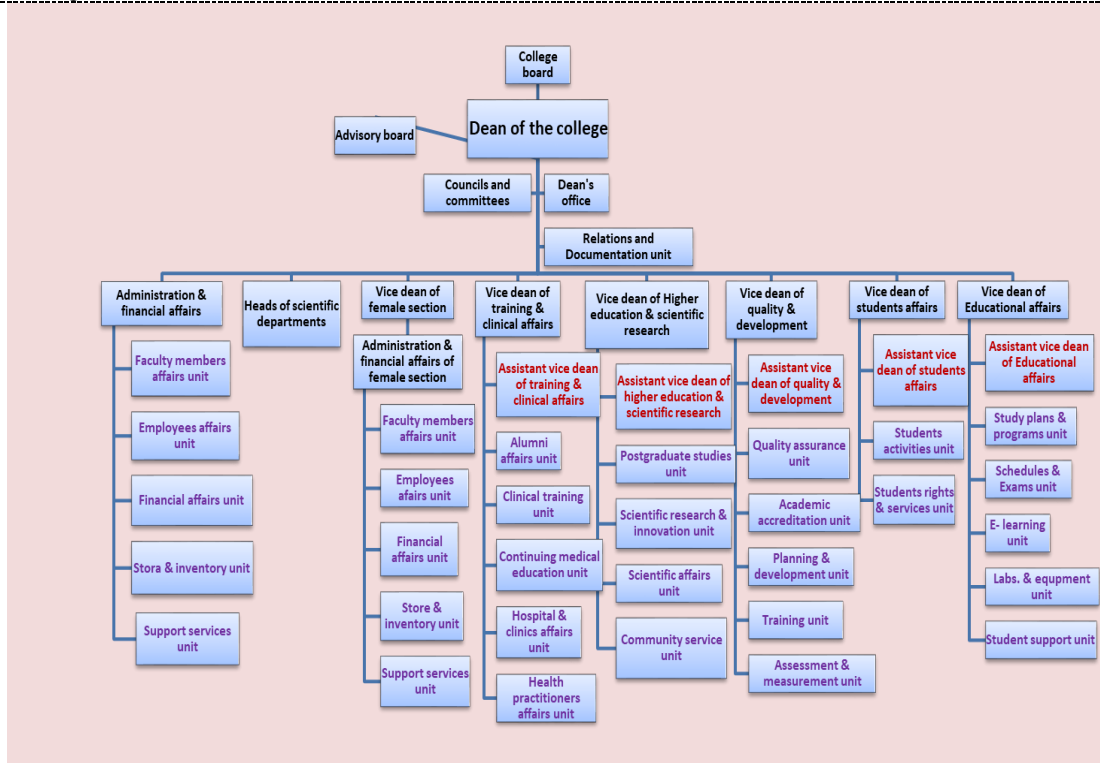 College
board
Dean of the college
Advisory board
Councils and
committees
Dean's
office
Relations and
Documentation unit
Administration &
financial affairs
Faculty members
affairs unit
Employees affairs
unit
Financial affairs unit
Stora & inventory unit
Support services
unit
Heads of scientific
departments
Vice dean of
female section
Administration &
financial affairs of
female section
Faculty members
affairs unit
Employees
afairs unit
Financial
affairs unit
Store &
inventory unit
Support services
unit
Vice dean of
training &
clinical affairs
Assistant vice dean
of training &
clinical affairs
Alumni
affairs unit
Clinical training
unit
Continuing medical
education unit
Hospital &
clinics affairs
unit
Health
practitioners
affairs unit
Vice dean of Higher
education & scientific
research
Assistant vice dean of
higher education &
scientific research
Postgraduate studies
unit
Scientific research &
innovation unit
Scientific affairs
unit
Community service
unit
Vice dean of
quality &
development
Assistant vice
dean of quality &
development
Quality assurance
unit
Academic
accreditation unit
Planning &
development unit
Training unit
Assessment &
measurement unit
Vice dean of
students affairs
Assistant vice
dean of students
affairs
Students
activities unit
Students rights
& services unit
Vice dean of
Educational affairs
Assistant vice dean
of Educational
affairs
Study plans &
programs unit
Schedules &
Exams unit
E- learning
unit
Labs. & equpment
unit
Student support unit